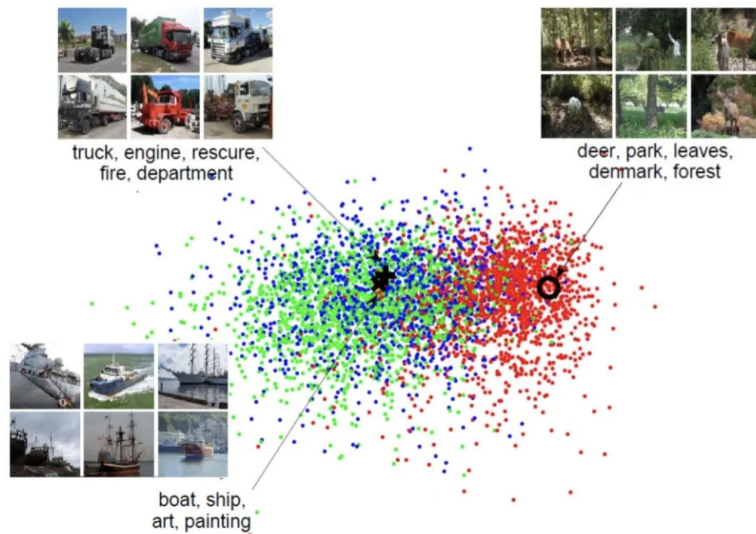 truck, engine, rescure,
fire, department
deer, park, leaves,
denmark, forest
boat, ship,
art, painting